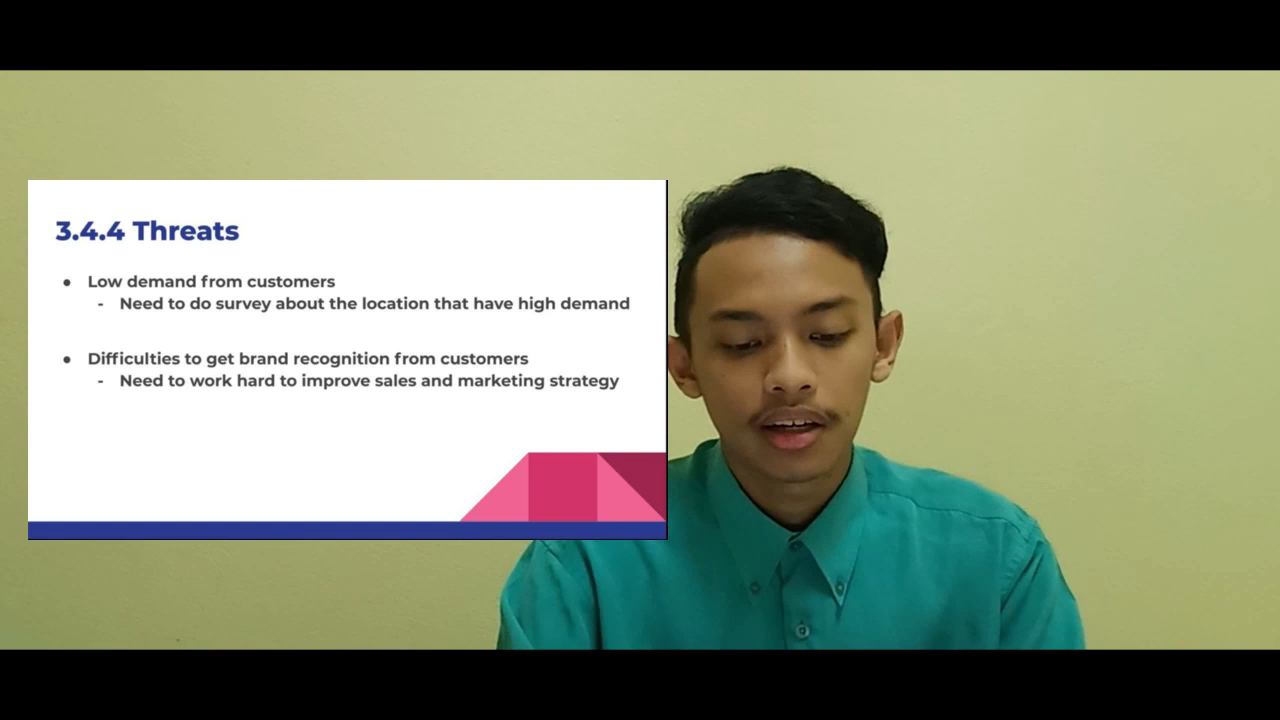 3.4.4 Threats
● Low demand from customers
- Need to do survey about the location that have high demand
● Difficulties to get brand recognition from customers
- Need to work hard to improve sales and marketing strategy